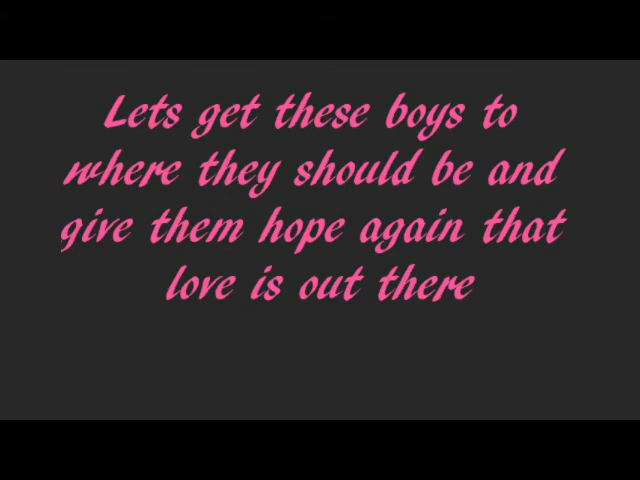 Lets get these boys to
where they should be and
give them hope again that
love is out there